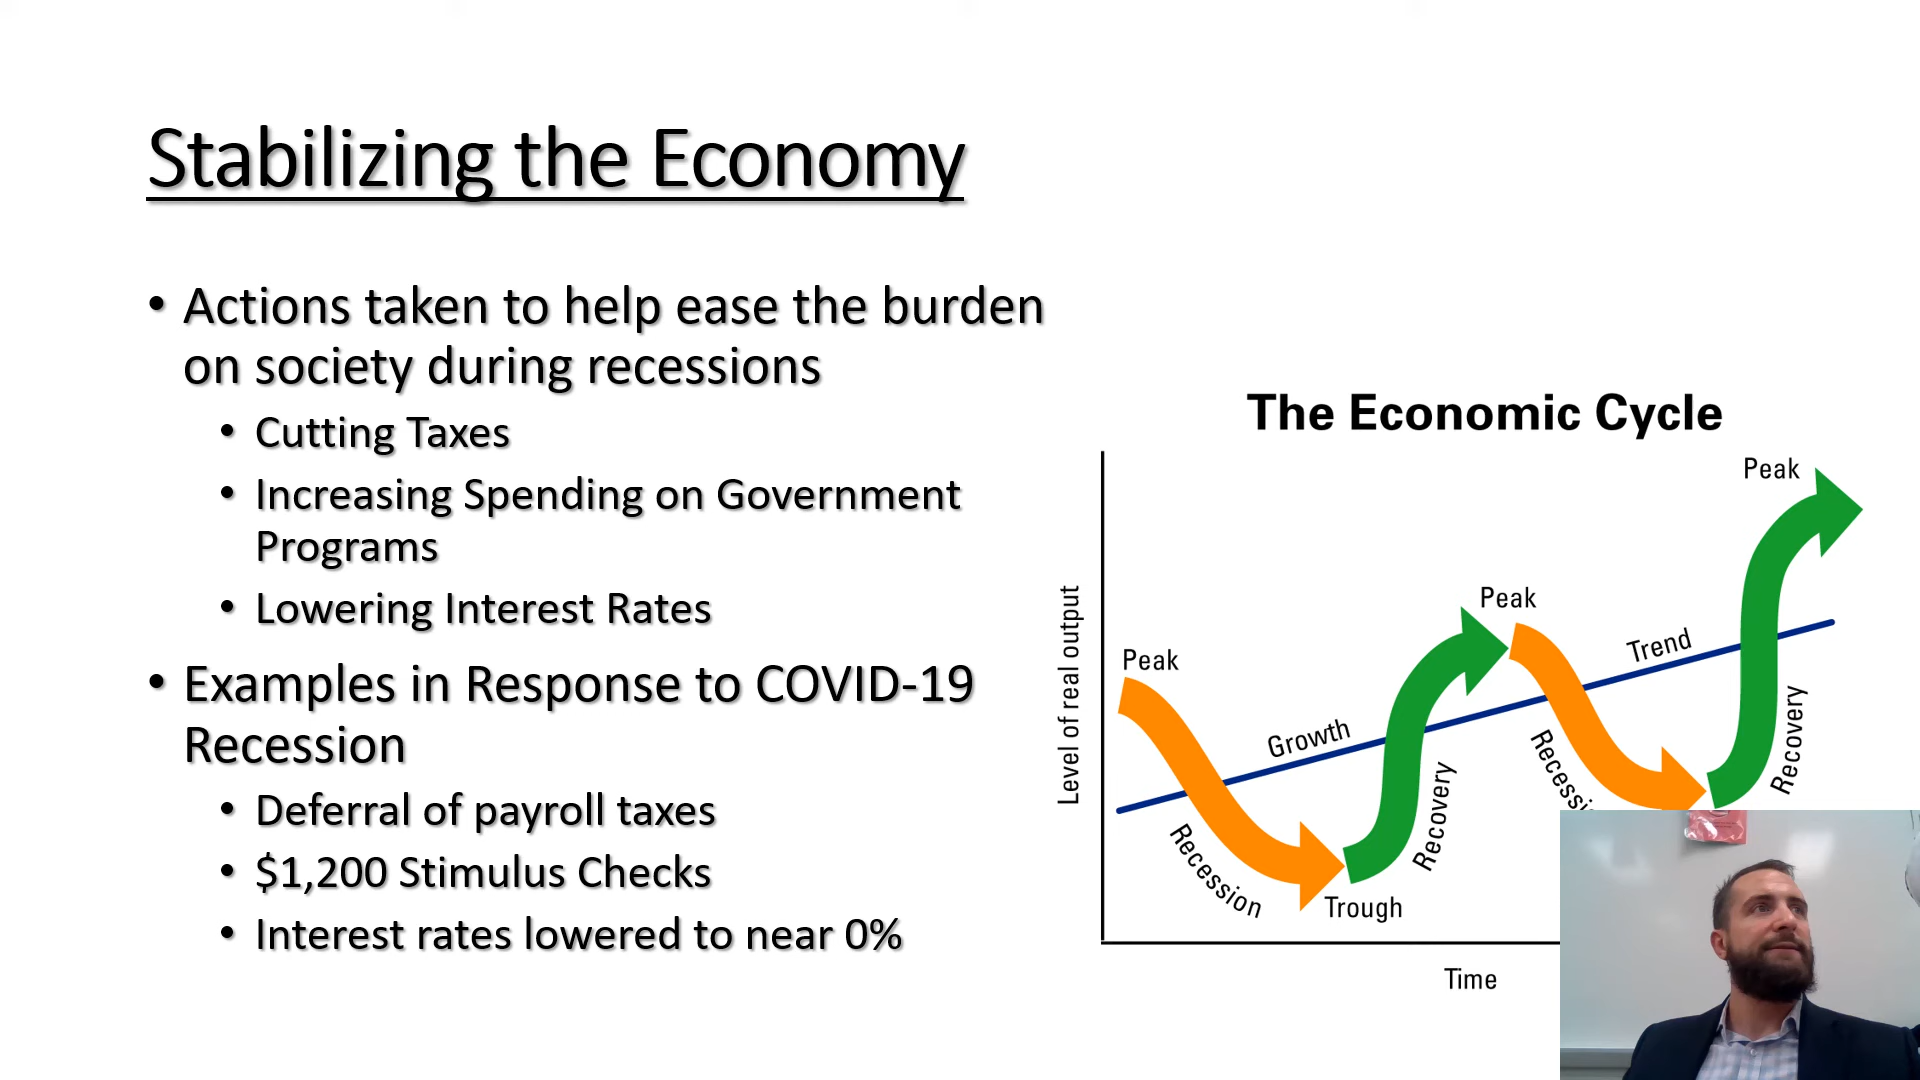 Stabilizing the Economy
• Actions taken to help ease the burden
on society during recessions
• Cutting Taxes
• Increasing Spending on Government
Programs
• Lowering Interest Rates
• Examples in Response to COVID-19
Recession
• Deferral of payroll taxes
• $1,200 Stimulus Checks
• Interest rates lowered to near 0%
The Economic Cycle
Level of real output
Peak
Recession
Trough
Growth
Recovery
Peak
Trend
Recovery
Peak
Time